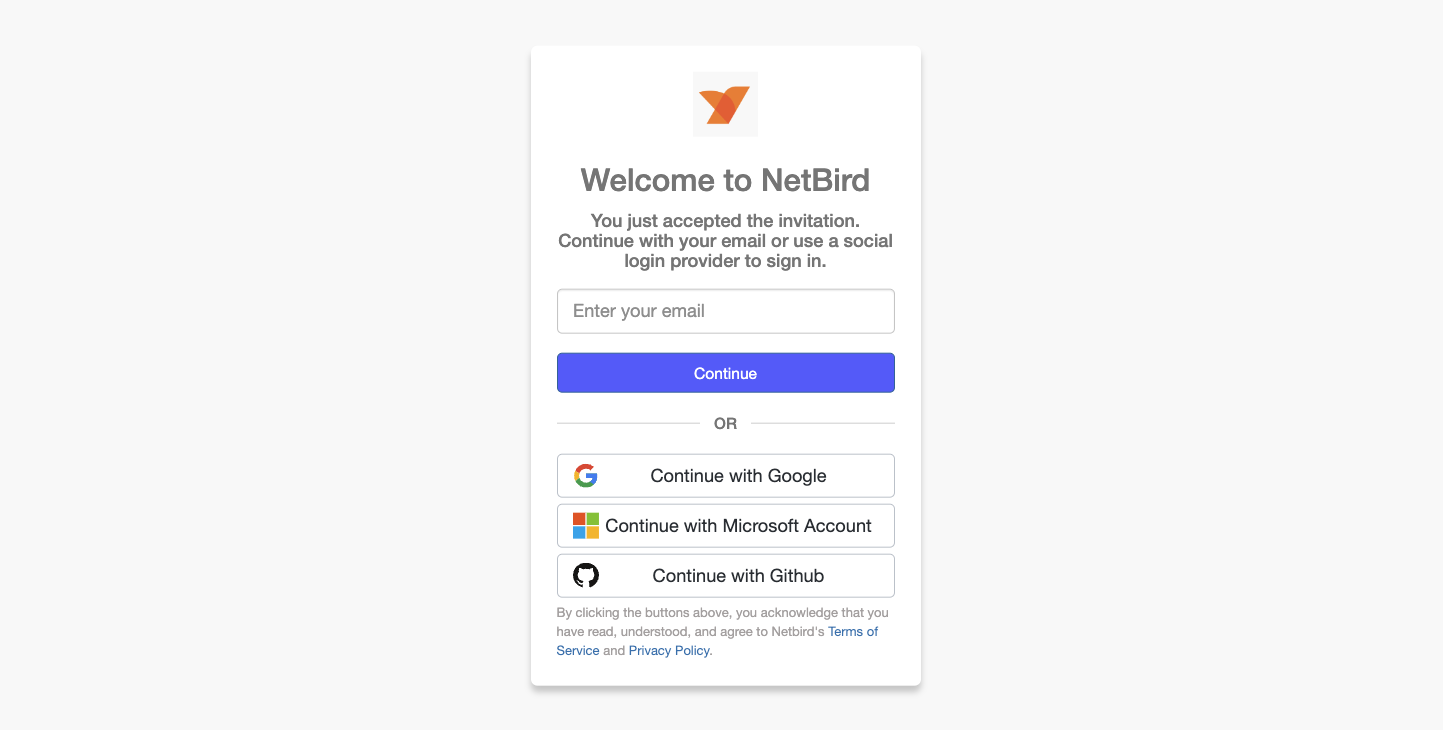 Welcome to NetBird
You just accepted the invitation.
Continue with your email or use a social
login provider to sign in.
Enter your email
Continue
OR
Continue with Google
Continue with Microsoft Account
Continue with Github
By clicking the buttons above, you acknowledge that you
have read, understood, and agree to Netbird's Terms of
Service and Privacy Policy.